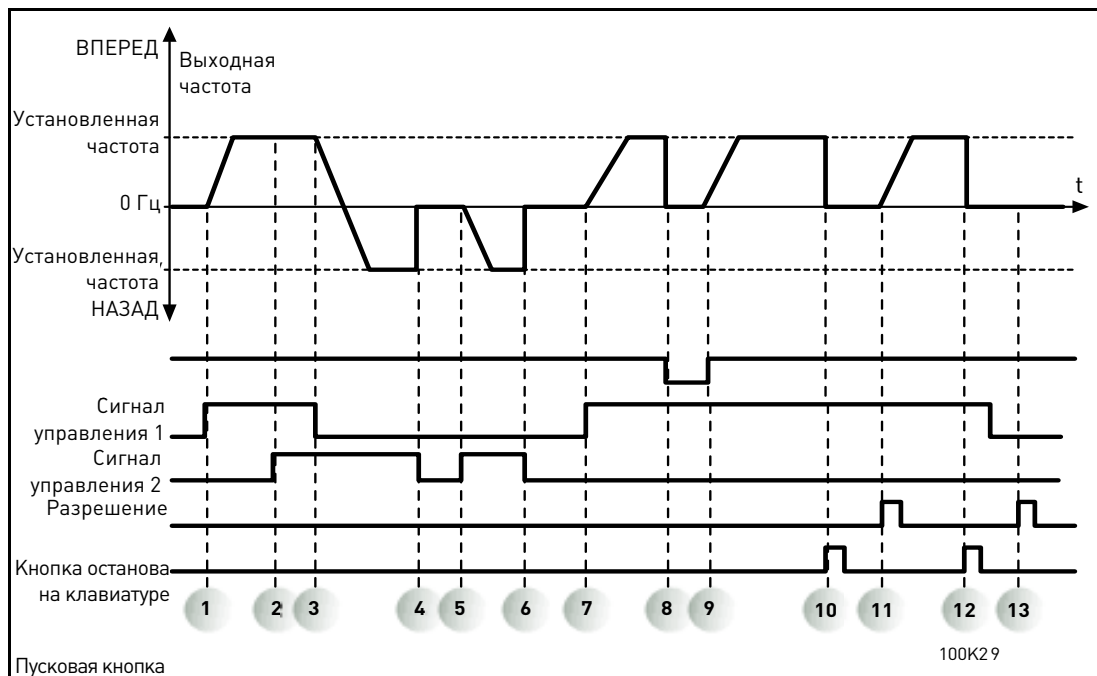 ВПЕРЕД
Выходная
частота
Установленная
частота
t
0 Гц
Установленная,
частота
НАЗАД
Сигнал
управления 1
Сигнал
управления 2
Разрешение
Кнопка останова
на клавиатуре
1 2 3 4 5 6 7 8 9 10 11 12 13
100K29
Пусковая кнопка